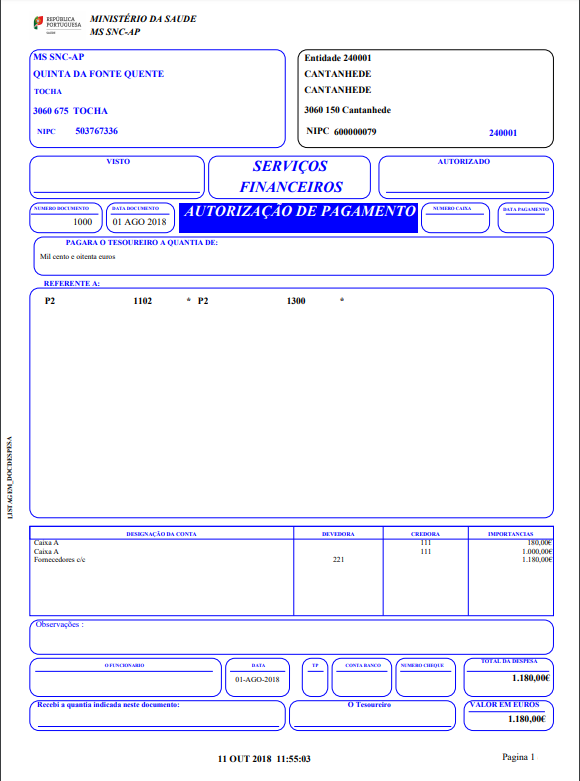 REPÚBLICA
PORTUGUESA
SAÚDE
MINISTÉRIO DA SAUDE
MS SNC-AP
MS SNC-AP
QUINTA DA FONTE QUENTE
TOCHA
3060 675 TOCHA
NIPC 503767336
Entidade 240001
CANTANHEDE
CANTANHEDE
3060 150 Cantanhede
NIPC 600000079 240001
VISTO
SERVIÇOS
FINANCEIROS
AUTORIZADO
NUMERO DOCUMENTO
1000
DATA DOCUMENTO
01 AGO 2018
AUTORIZAÇÃO DE PAGAMENTO
NUMERO CAIXA
DATA PAGAMENTO
PAGARA O TESOUREIRO A QUANTIA DE:
Mil cento e oitenta euros
REFERENTE A:
P2 1102 * P2 1300 *
LISTAGEM_DOCDESPESA
DESIGNAÇÃO DA CONTA DEVEDORA CREDORA IMPORTANCIAS
Caixa A 111 180,00€
Caixa A 111 1.000,00€
Fornecedores c/c 221 1.180,00€
Observações :
O FUNCIONARIO
DATA
01-AGO-2018
TP
CONTA BANCO
NUMERO CHEQUE
TOTAL DA DESPESA
1.180,00€
Recebi a quantia indicada neste documento:
O Tesoureiro
VALOR EM EUROS
1.180,00€
11 OUT 2018 11:55:03
Pagina 1